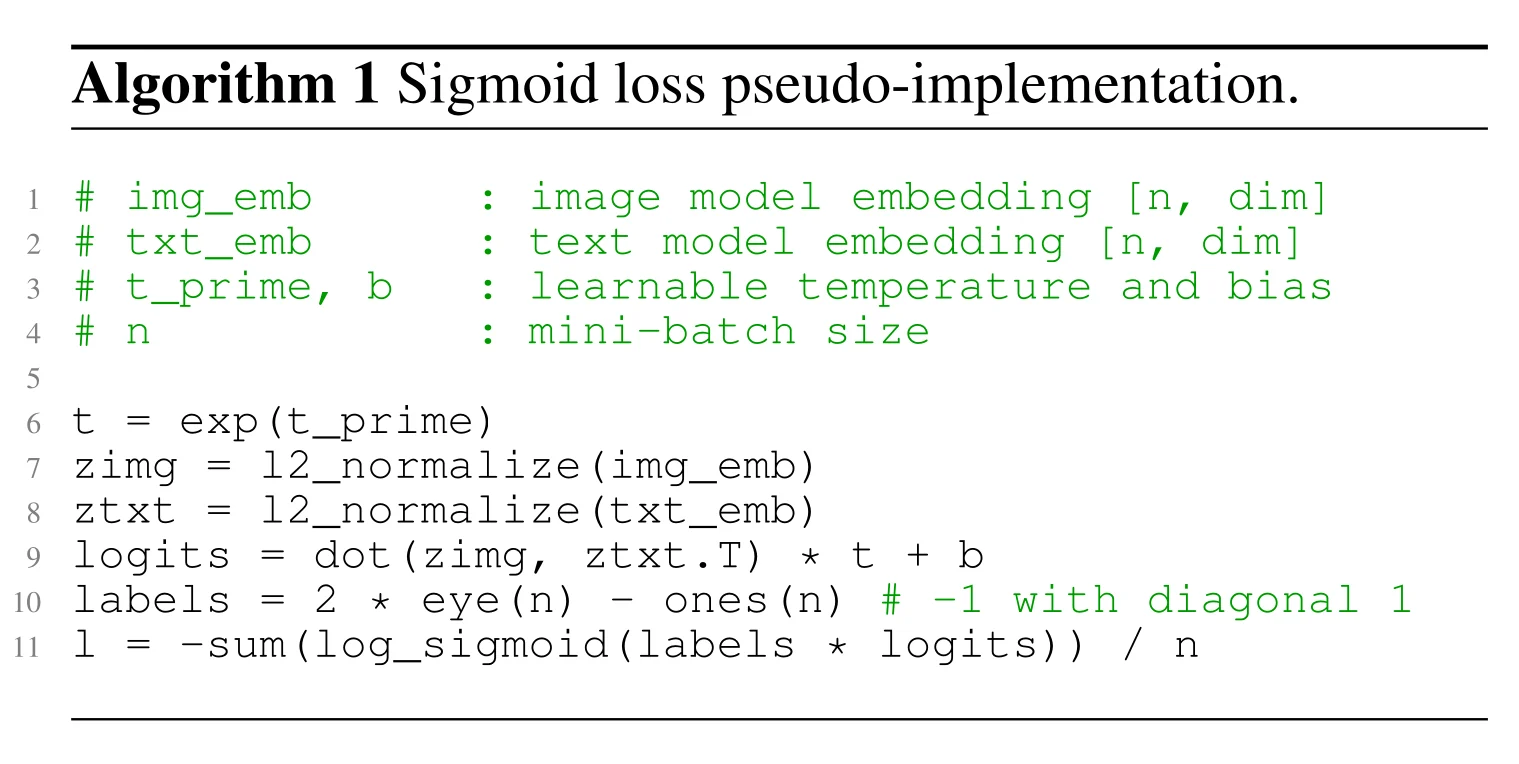 Algorithm 1 Sigmoid loss pseudo-implementation.
1 # img_emb : image model embedding [n, dim]
2 # txt_emb : text model embedding [n, dim]
3 # t_prime, b : learnable temperature and bias
4 # n : mini-batch size
5
6 t = exp(t_prime)
7 zimg = l2_normalize(img_emb)
8 ztxt = l2_normalize(txt_emb)
9 logits = dot(zimg, ztxt.T) * t + b
10 labels = 2 * eye(n) - ones(n) # -1 with diagonal 1
11 l = -sum(log_sigmoid(labels * logits)) / n